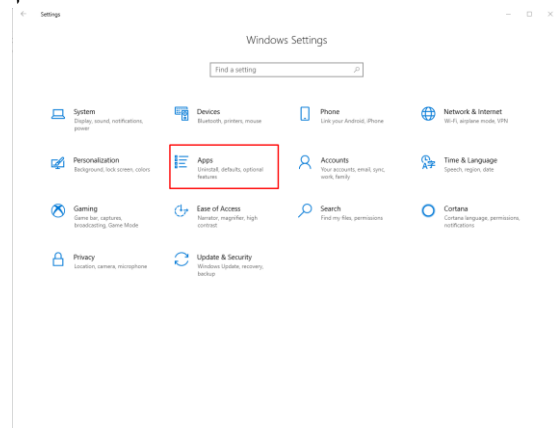 Settings
Windows Settings
Find a setting
System
Display, sound, notifications,
power
Devices
Bluetooth, printers, mouse
Phone
Link your Android, iPhone
Network & Internet
Wi-Fi, airplane mode, VPN
Personalization
Background, lock screen, colors
Apps
Uninstall, defaults, optional
features
Accounts
Your accounts, email, sync,
work, family
Time & Language
Speech, region, date
Gaming
Game bar, captures,
broadcasting, Game Mode
Ease of Access
Narrator, magnifier, high
contrast
Search
Find my files, permissions
Cortana
Cortana language, permissions,
notifications
Privacy
Location, camera, microphone
Update & Security
Windows Update, recovery,
backup